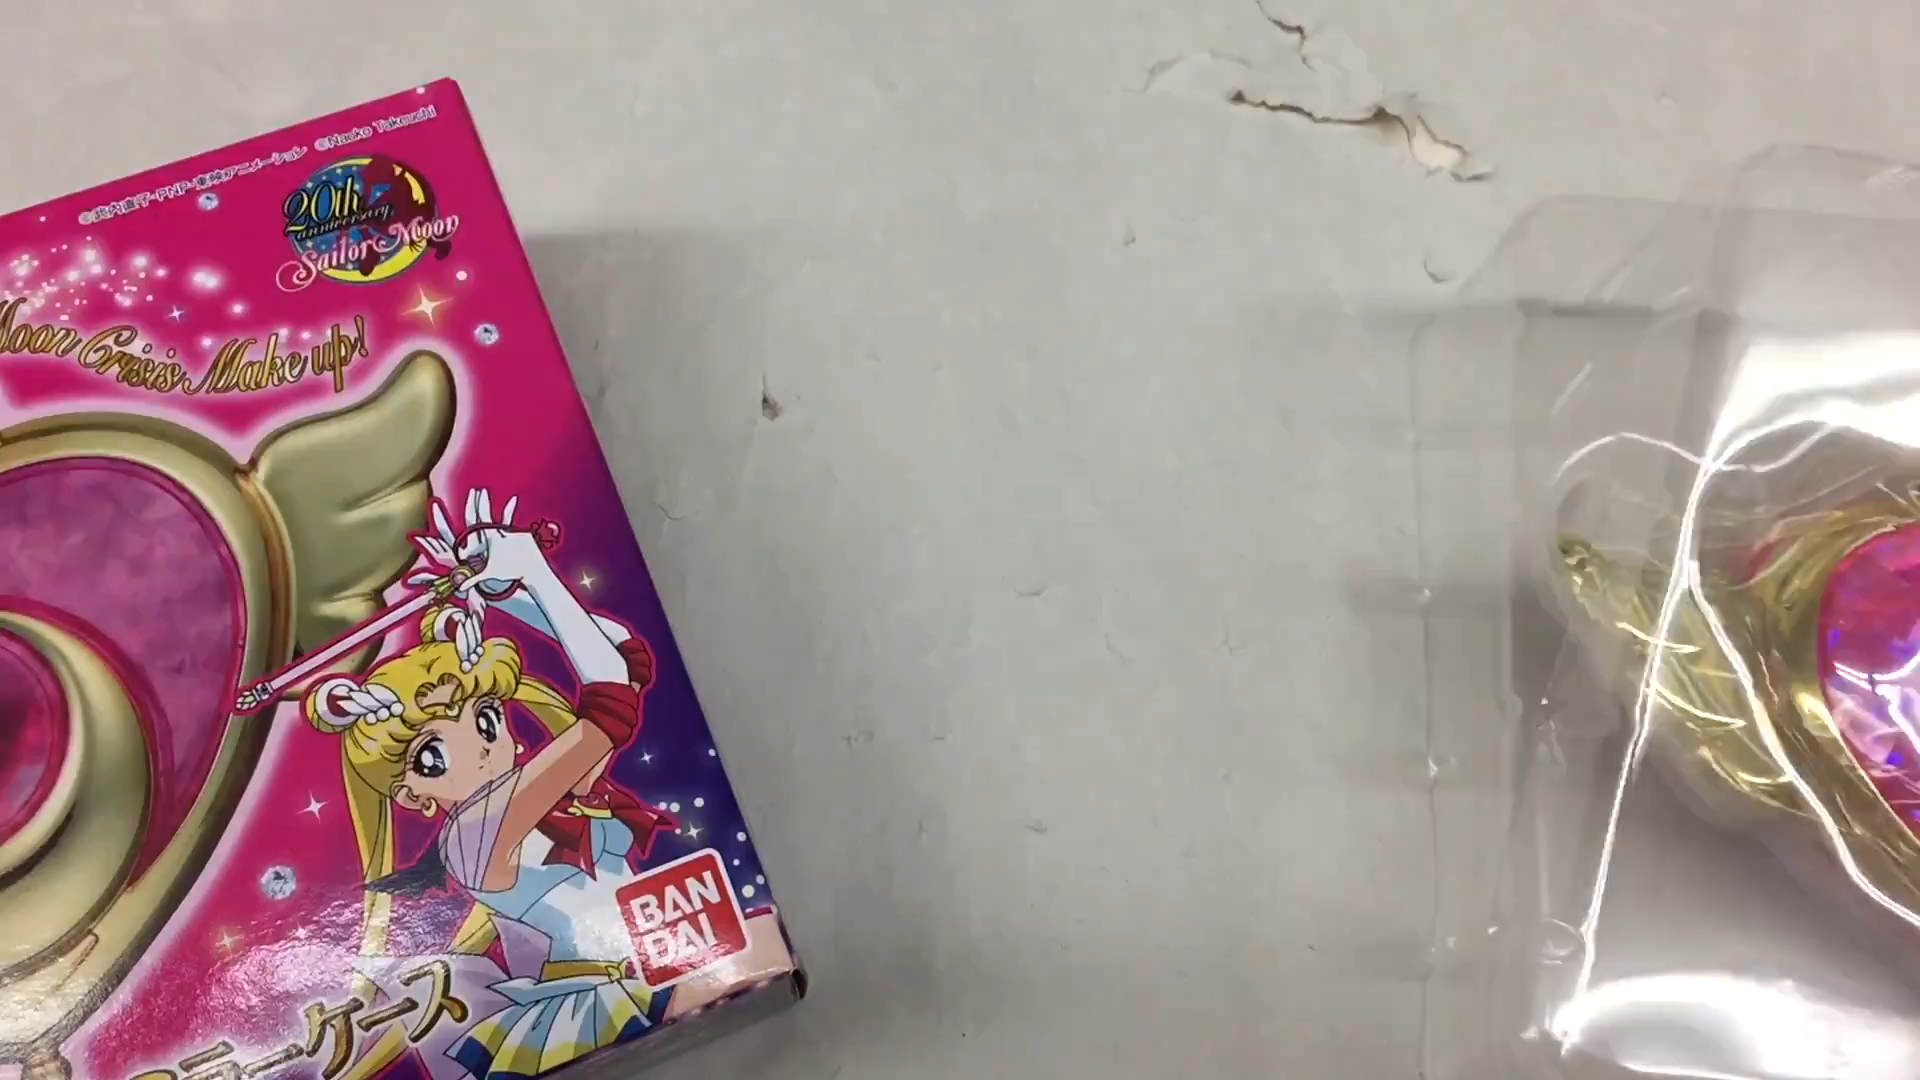 ©武内直子・PNP・東映アニメーション ©Naoko Takeuchi
20th
anniversary
Sailor Moon
Moon Crisis Make up!
BAN
DAI
ラーケース